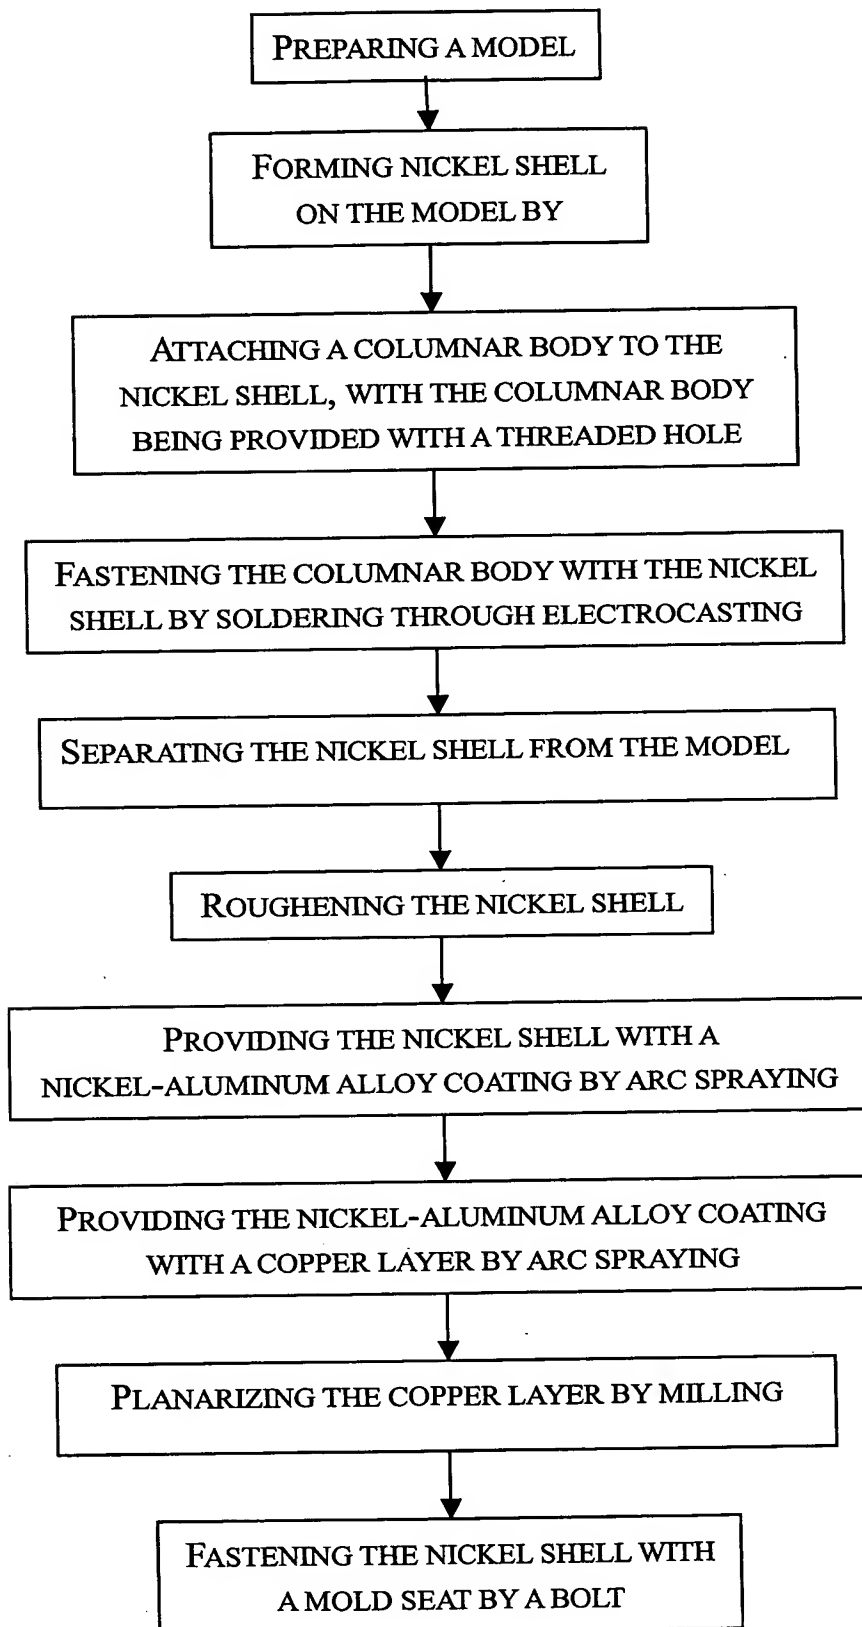 PREPARING A MODEL
FORMING NICKEL SHELL
ON THE MODEL BY
ATTACHING A COLUMNAR BODY TO THE
NICKEL SHELL, WITH THE COLUMNAR BODY
BEING PROVIDED WITH A THREADED HOLE
FASTENING THE COLUMNAR BODY WITH THE NICKEL
SHELL BY SOLDERING THROUGH ELECTROCASTING
SEPARATING THE NICKEL SHELL FROM THE MODEL
ROUGHENING THE NICKEL SHELL
PROVIDING THE NICKEL SHELL WITH A
NICKEL-ALUMINUM ALLOY COATING BY ARC SPRAYING
PROVIDING THE NICKEL-ALUMINUM ALLOY COATING
WITH A COPPER LAYER BY ARC SPRAYING
PLANARIZING THE COPPER LAYER BY MILLING
FASTENING THE NICKEL SHELL WITH
A MOLD SEAT BY A BOLT